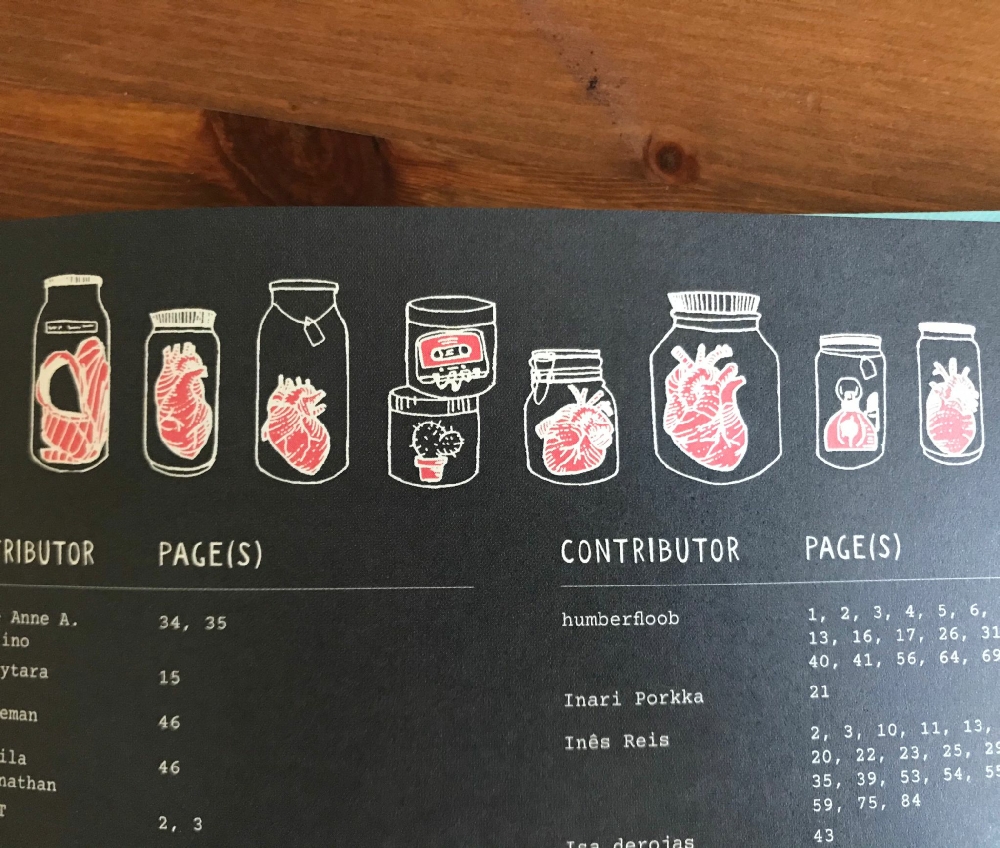 TRIBUTOR PAGE(S)
Anne A. 34, 35
ino
ytara 15
eman 46
ila 46
nathan
2, 3
CONTRIBUTOR PAGE(S)
humberfloob 1, 2, 3, 4, 5, 6,
13, 16, 17, 26, 31
40, 41, 56, 64, 69
Inari Porkka 21
Inês Reis 2, 3, 10, 11, 13,
20, 22, 23, 25, 29
35, 39, 53, 54, 55
59, 75, 84
Isa derojas 43